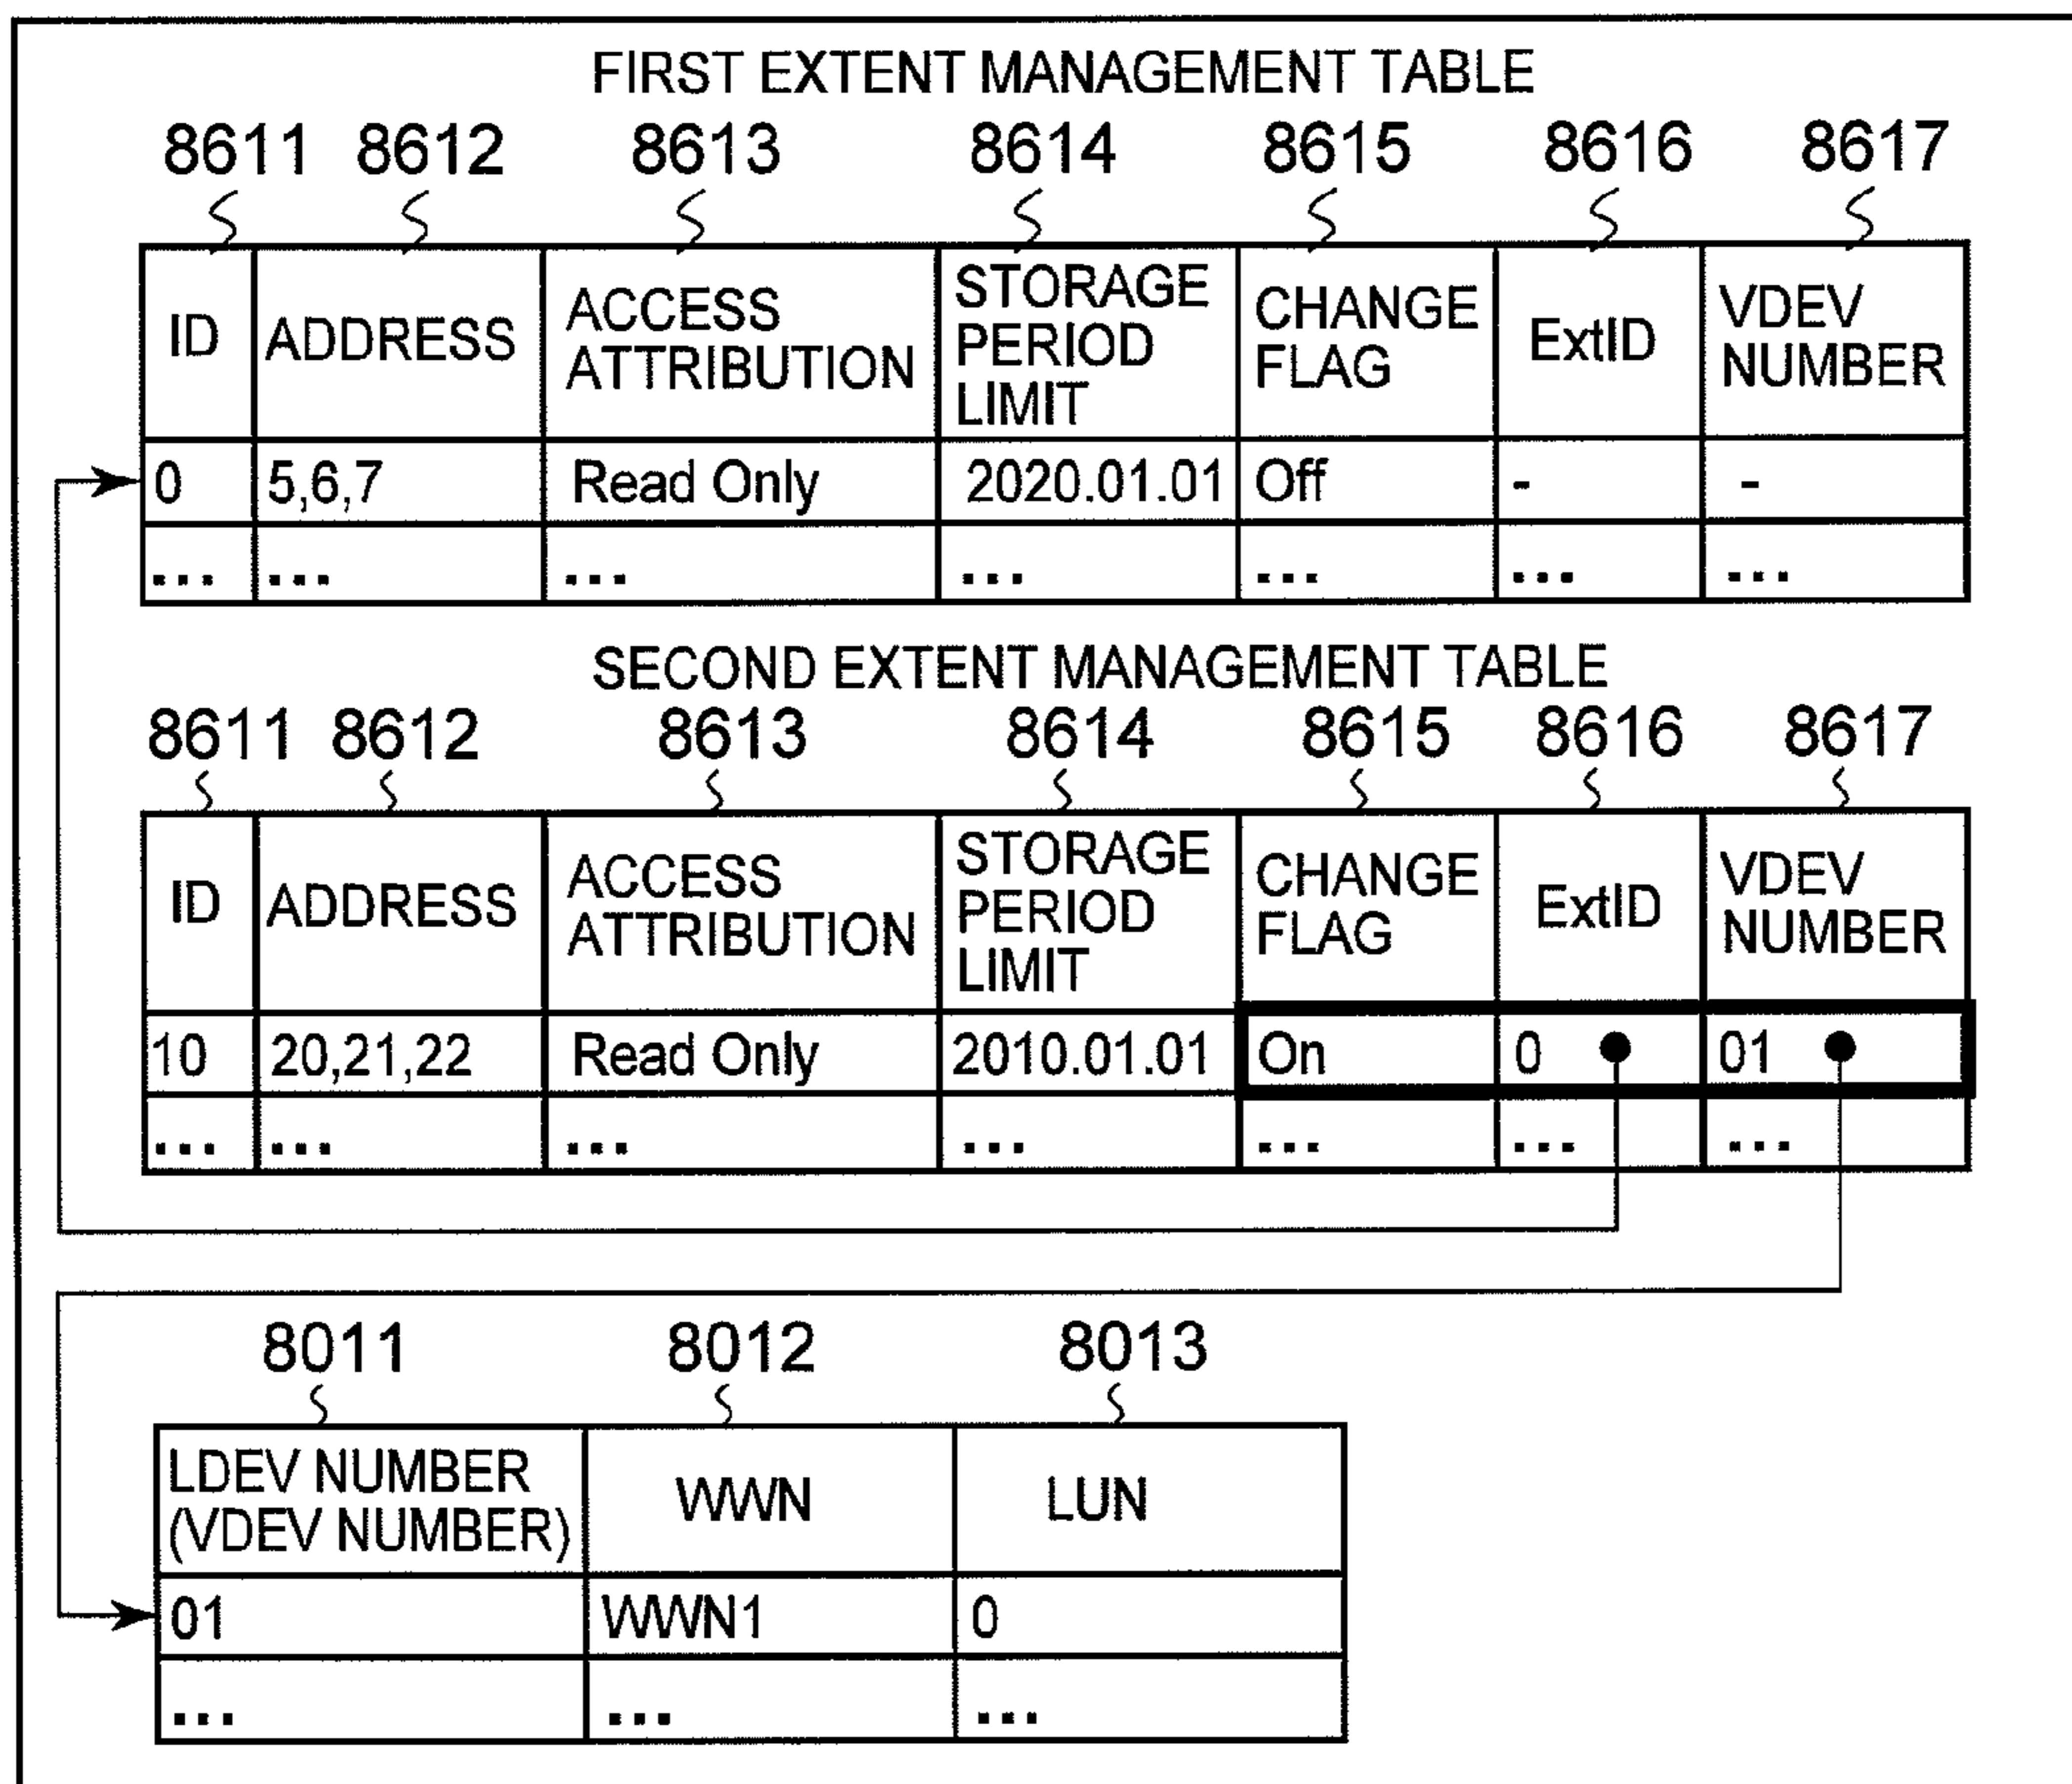 FIRST EXTENT MANAGEMENT TABLE
8611 8612 8613 8614 8615 8616 8617
ID ADDRESS ACCESS ATTRIBUTION STORAGE PERIOD LIMIT CHANGE FLAG ExtID VDEV NUMBER
0 5,6,7 Read Only 2020.01.01 Off - -
... ... ... ... ... ... ...
SECOND EXTENT MANAGEMENT TABLE
8611 8612 8613 8614 8615 8616 8617
ID ADDRESS ACCESS ATTRIBUTION STORAGE PERIOD LIMIT CHANGE FLAG ExtID VDEV NUMBER
10 20,21,22 Read Only 2010.01.01 On 0 01
... ... ... ... ... ... ...
8011 8012 8013
LDEV NUMBER (VDEV NUMBER) WWN LUN
01 WWN1 0
... ... ...